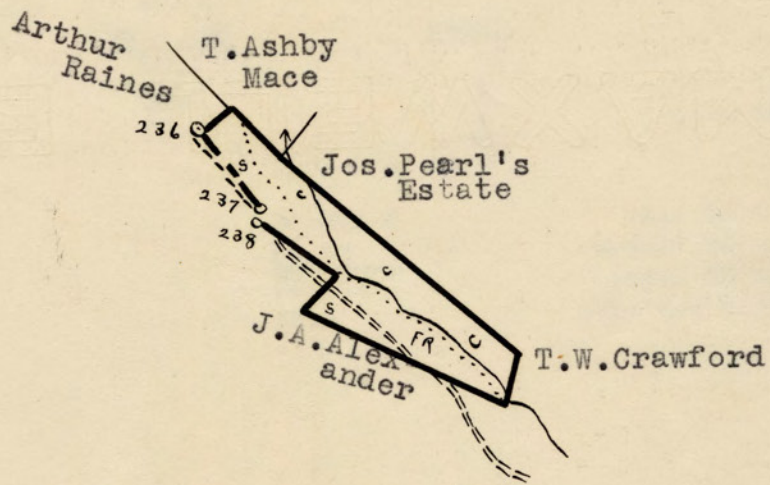 Arthur
Raines
T.Ashby
Mace
236
S
Jos.Pearl's
Estate
C
237
238
C
S
J.A.Alex-
ander
FR
C
T.W.Crawford